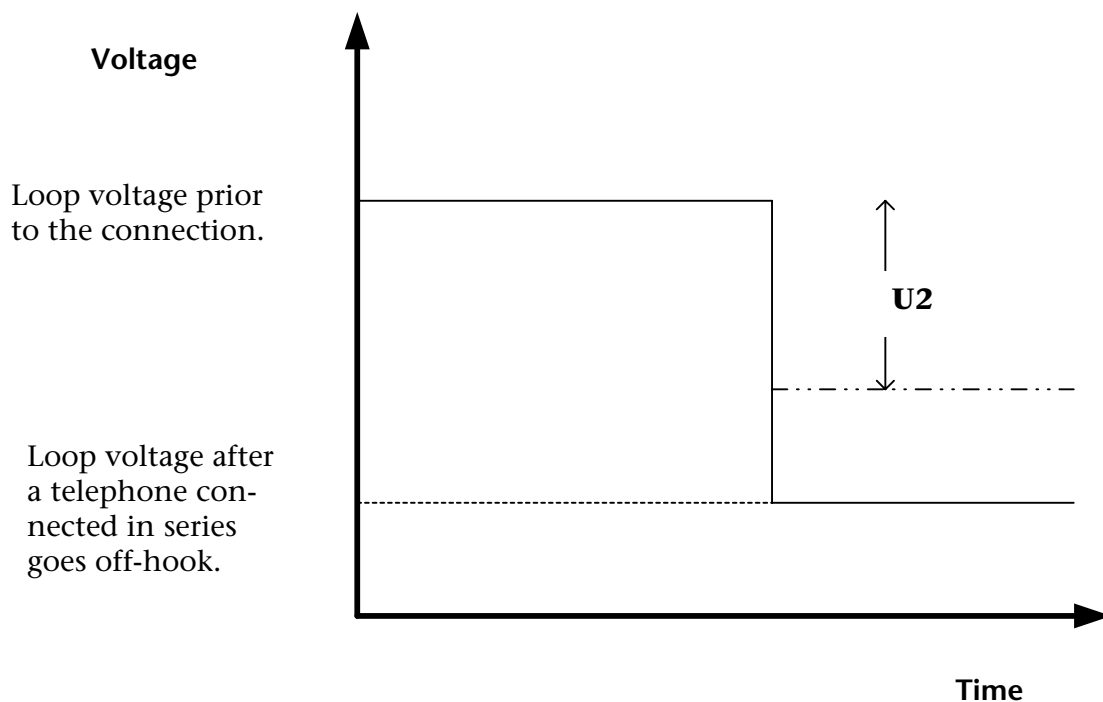 Voltage
Loop voltage prior
to the connection.
U2
Loop voltage after
a telephone con-
nected in series
goes off-hook.
Time